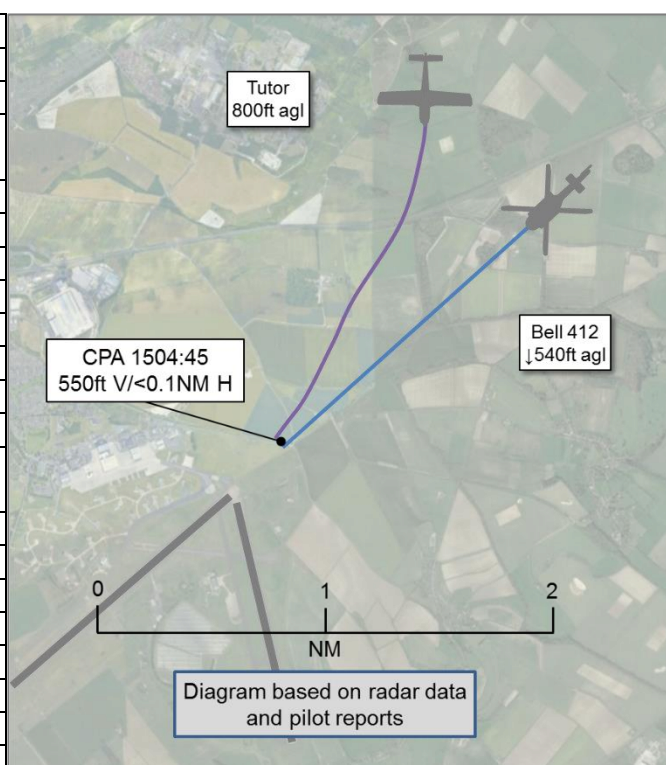 Tutor
800ft agl
Bell 412
↓540ft agl
CPA 1504:45
550ft V/<0.1NM H
0 1 2
NM
Diagram based on radar data
and pilot reports